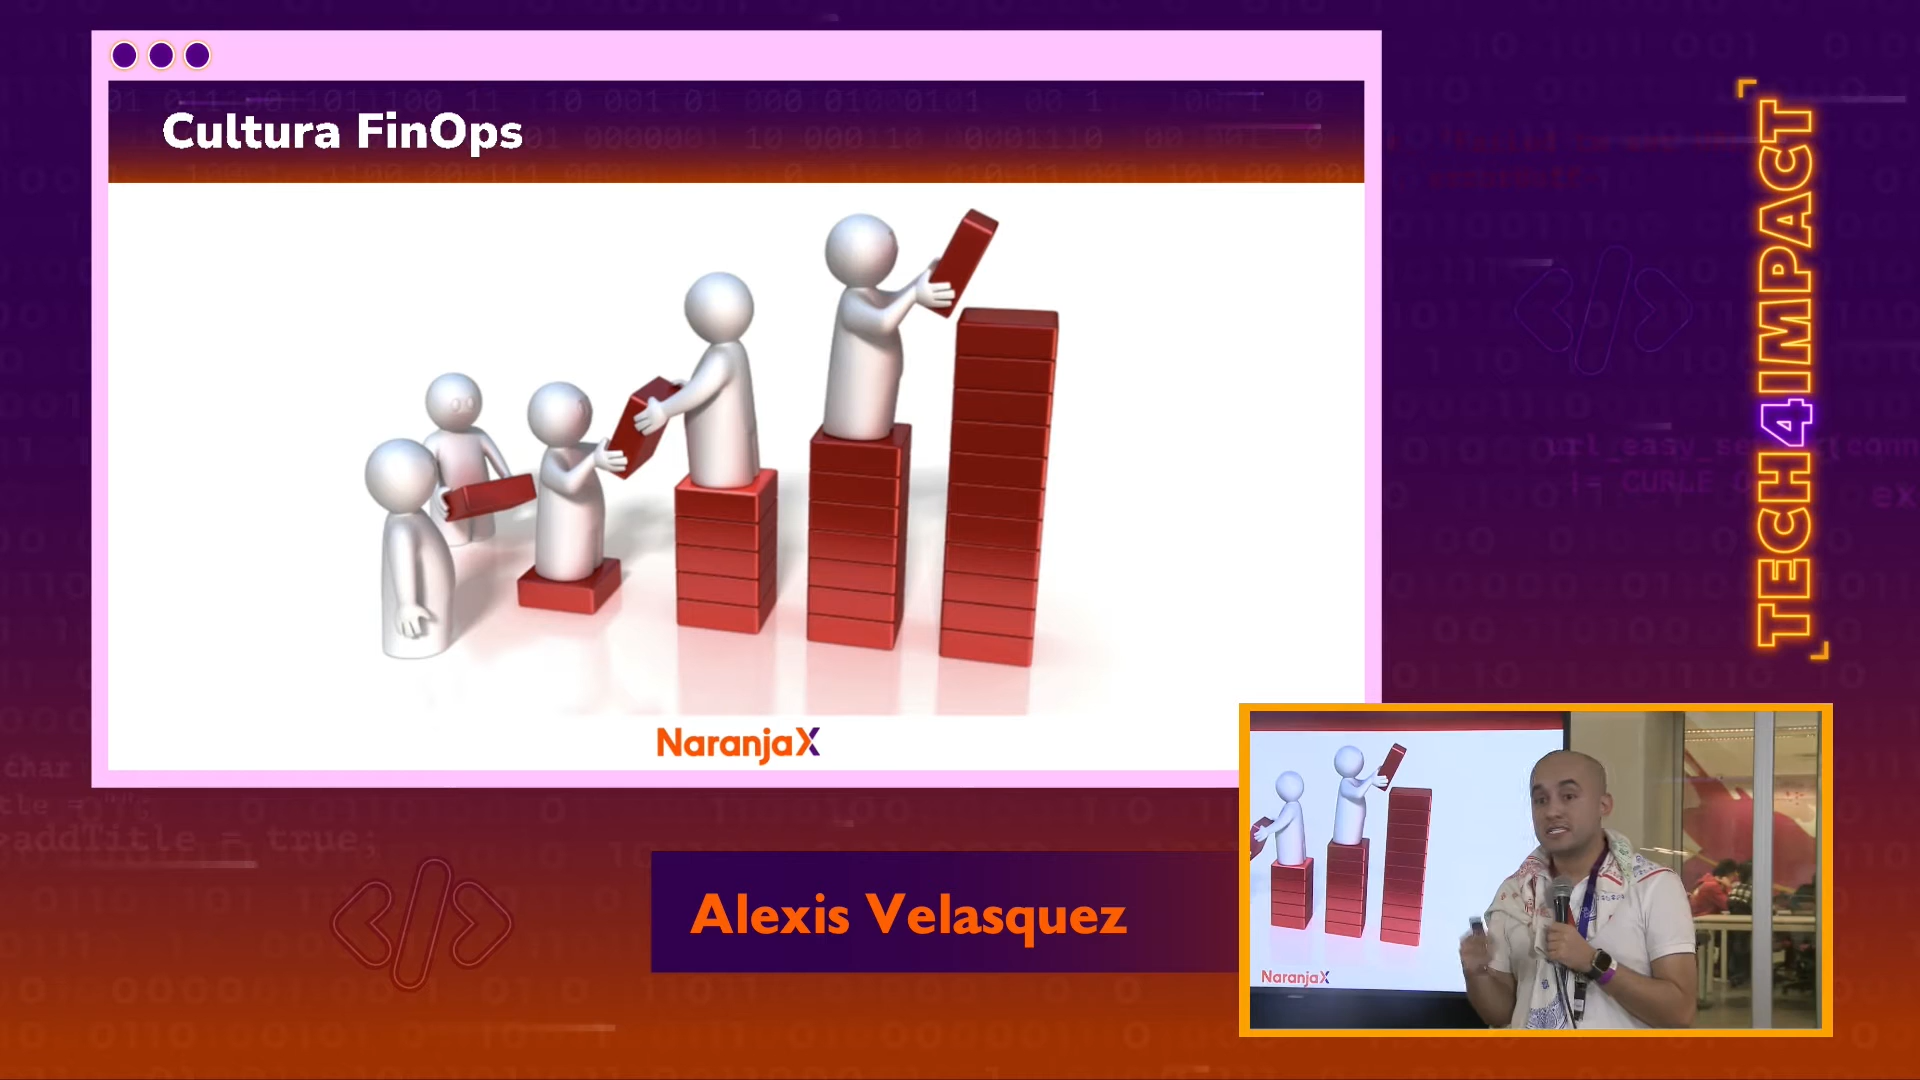 Cultura FinOps
NaranjaX
TECH4IMPACT
Alexis Velasquez
NaranjaX